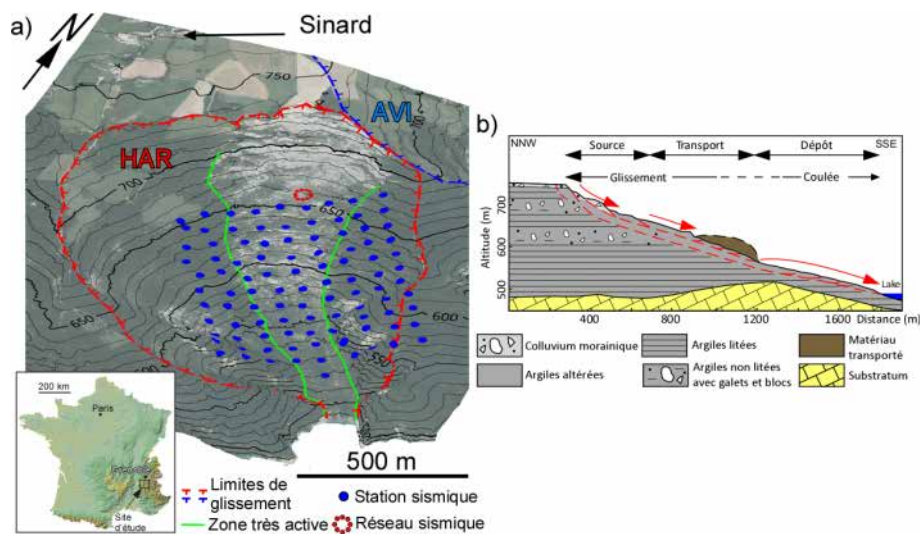 a)
N
Sinard
750
AVI
700
HAR
700
650
650
600
550
200 km
Paris
Grenoble
Site
d'étude
500 m
Limites de
glissement
Station sismique
Zone très active
Réseau sismique
b)
NNW
SSE
Source
Transport
Dépôt
Glissement
Coulée
Altitude (m)
700
600
500
Lake
400
800
1200
1600
Distance (m)
Colluvium morainique
Argiles litées
Matériau
transporté
Argiles altérées
Argiles non litées
avec galets et blocs
Substratum